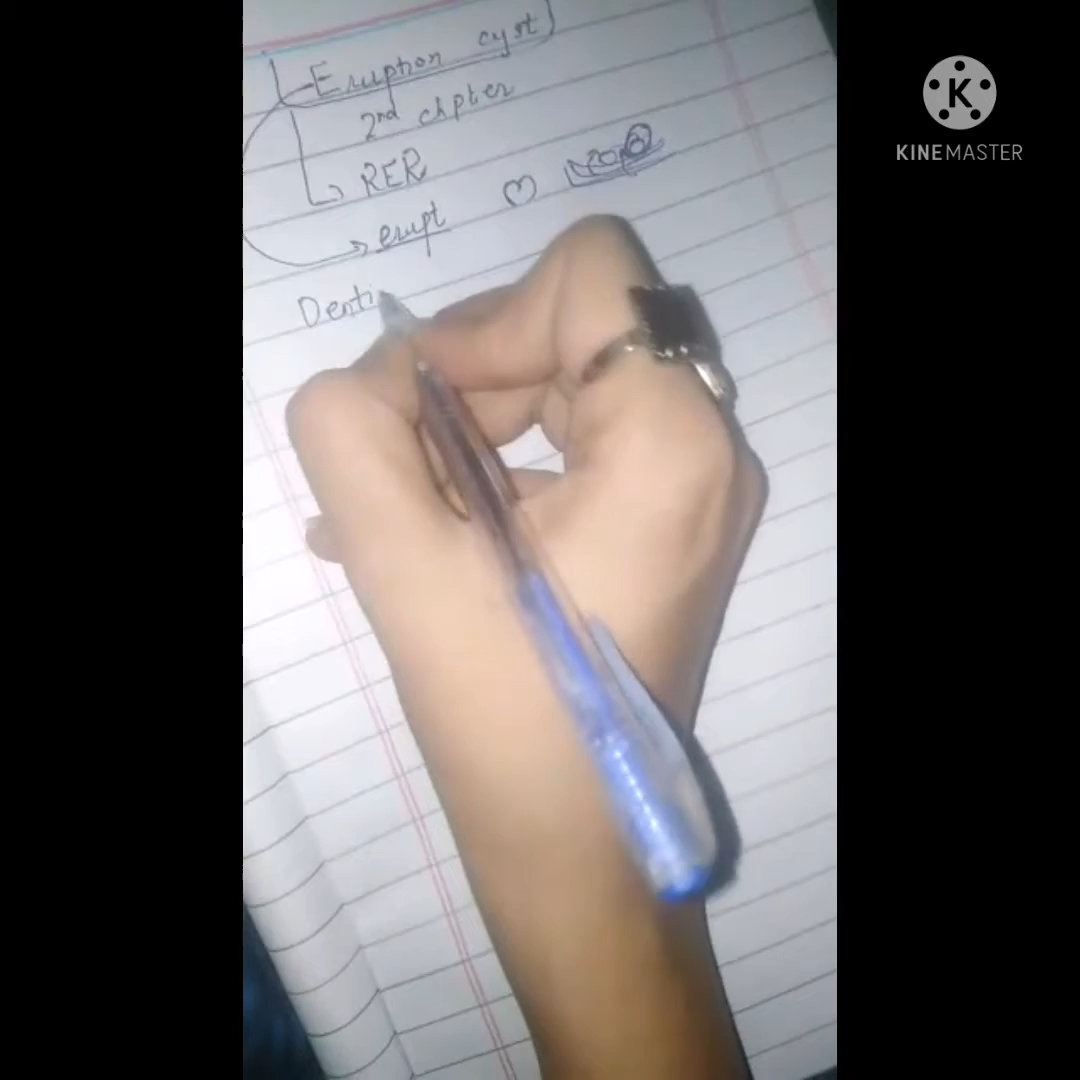 Eruption cyst
2nd chpter
RER
erupt
Denti
K
KINEMASTER